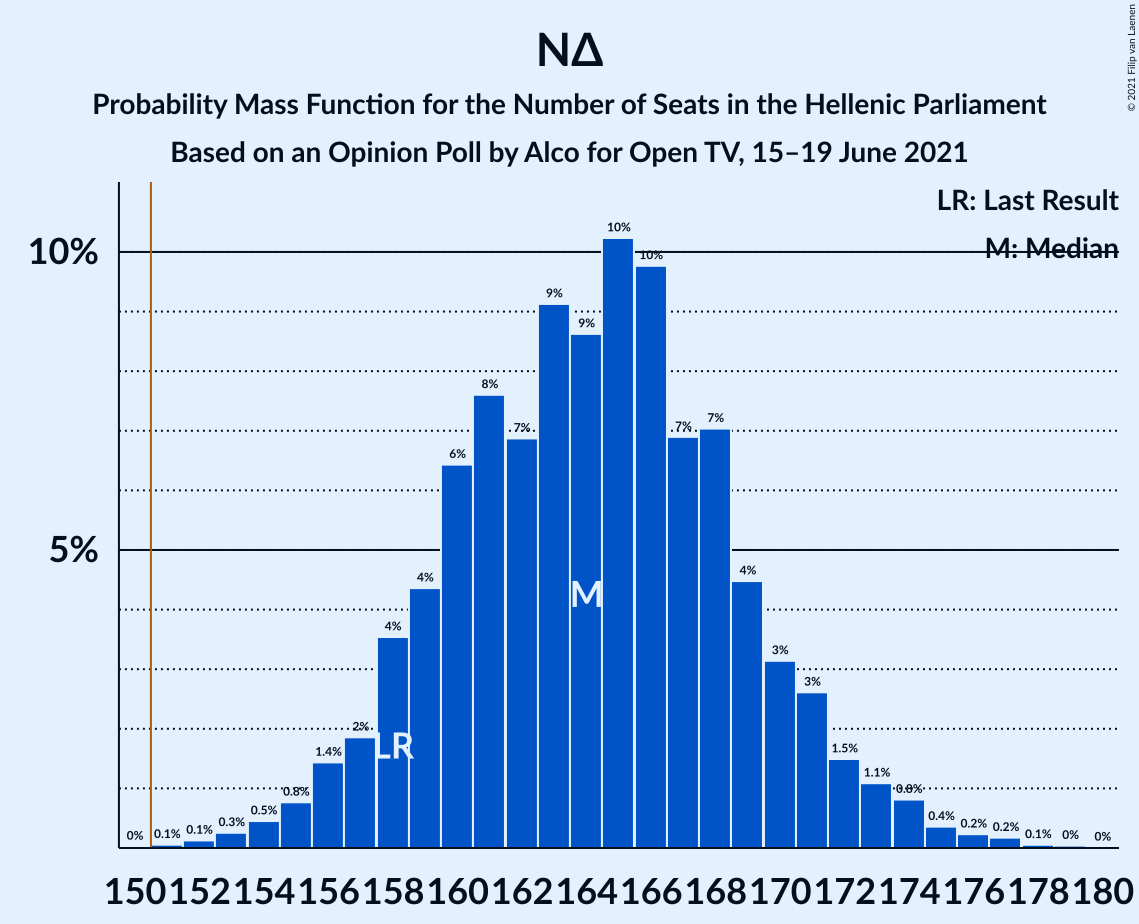 ΝΔ
Probability Mass Function for the Number of Seats in the Hellenic Parliament
Based on an Opinion Poll by Alco for Open TV, 15–19 June 2021
© 2021 Filip van Laenen
LR: Last Result
M: Median
10%
5%
0% 0.1% 0.1% 0.3% 0.5% 0.8% 1.4% 2% 4% 4% 6% 8% 7% 9% 9% 10% 10% 7% 7% 4% 3% 3% 1.5% 1.1% 0.8% 0.4% 0.2% 0.2% 0.1% 0% 0%
M
LR
150 152 154 156 158 160 162 164 166 168 170 172 174 176 178 180